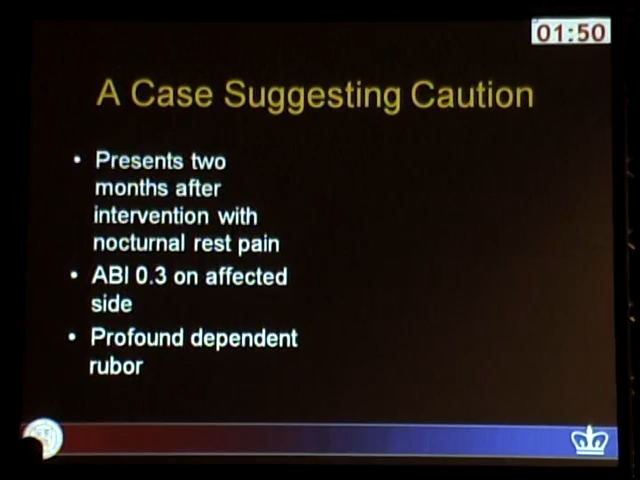 01:50
A Case Suggesting Caution
• Presents two
months after
intervention with
nocturnal rest pain
• ABI 0.3 on affected
side
• Profound dependent
rubor